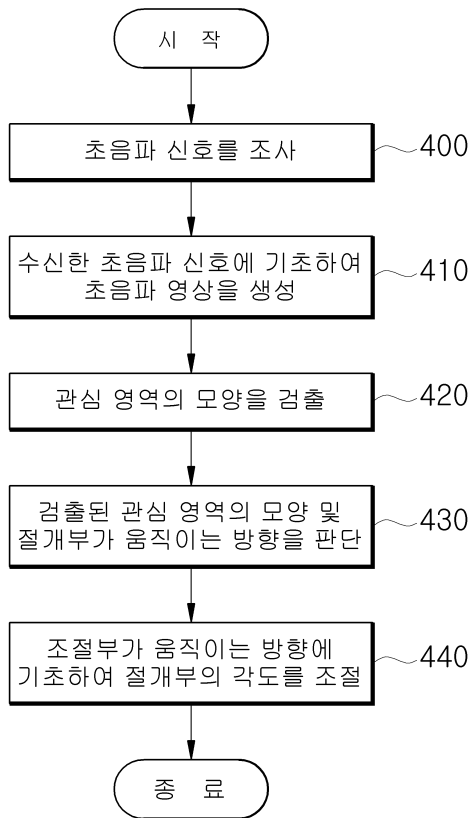 시 작
초음파 신호를 조사
400
수신한 초음파 신호에 기초하여
초음파 영상을 생성
410
관심 영역의 모양을 검출
420
검출된 관심 영역의 모양 및
절개부가 움직이는 방향을 판단
430
조절부가 움직이는 방향에
기초하여 절개부의 각도를 조절
440
종 료